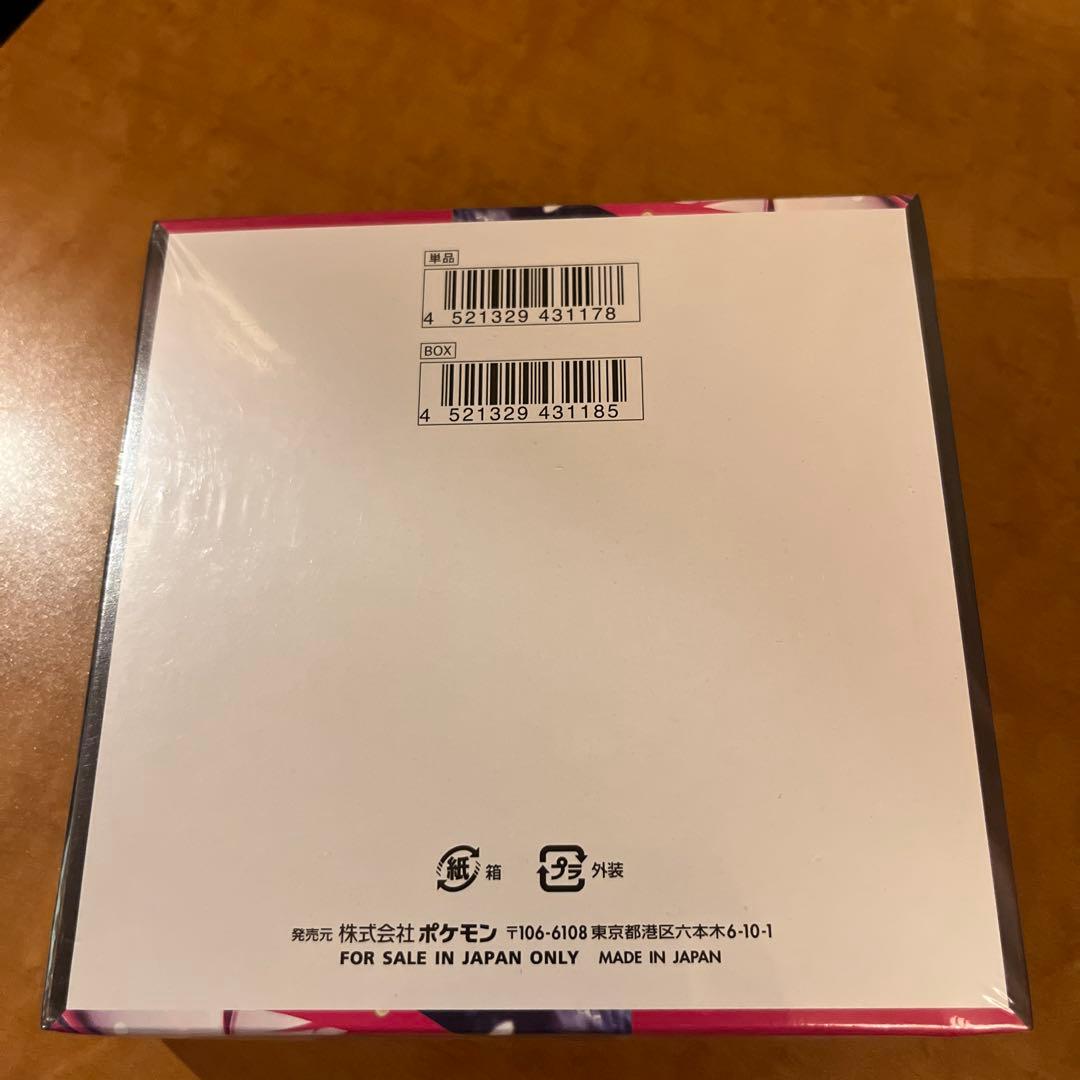 単品
4 521329 431178
BOX
4 521329 431185
紙 箱 プラ 外装
発売元 株式会社ポケモン 〒106-6108 東京都港区六本木6-10-1
FOR SALE IN JAPAN ONLY MADE IN JAPAN